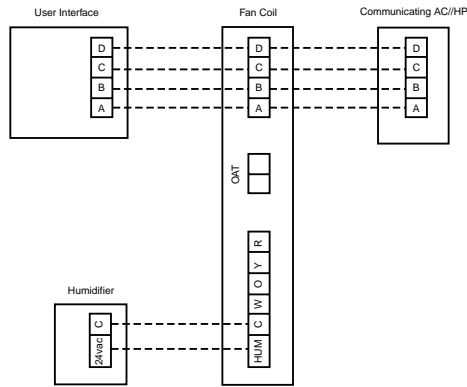 User Interface
Fan Coil
Communicating AC//HP
D
C
B
A
D
C
B
A
D
C
B
A
OAT
R
Y
O
W
C
HUM
Humidifier
C
24vac